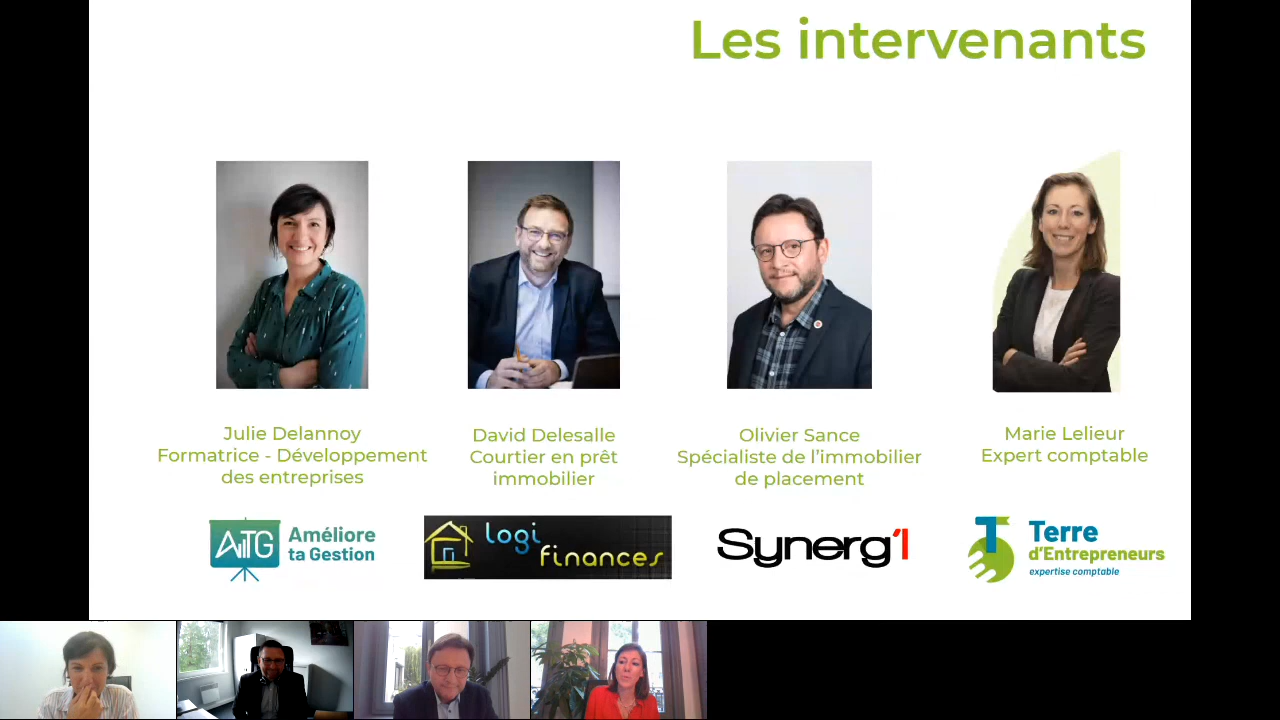 Les intervenants
Julie Delannoy
Formatrice - Développement
des entreprises
David Delesalle
Courtier en prêt
immobilier
Olivier Sance
Spécialiste de l’immobilier
de placement
Marie Lelieur
Expert comptable
ATG
Améliore
ta Gestion
logi
finances
Synerg'1
Terre
d'Entrepreneurs
expertise comptable